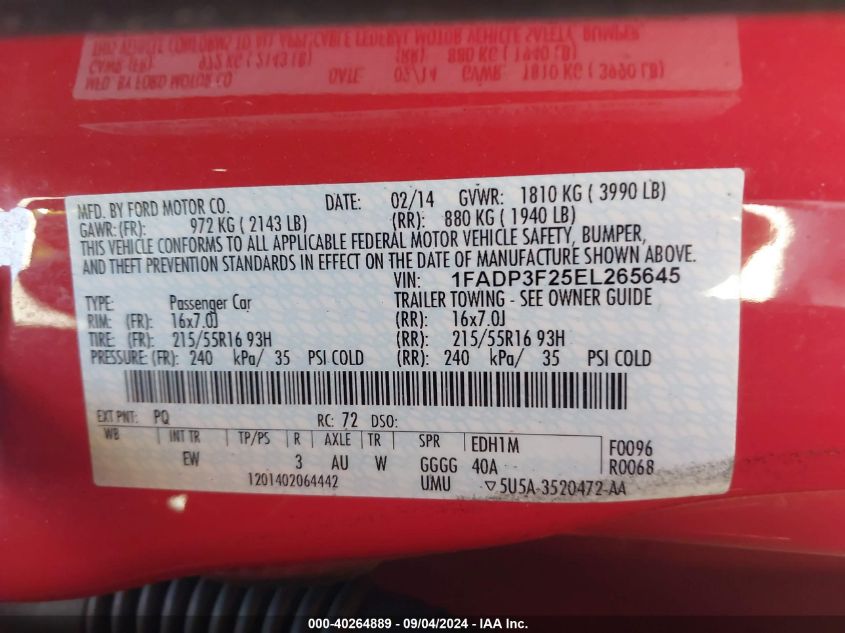 MFD. BY FORD MOTOR CO. DATE: 02/14 GVWR: 1810 KG ( 3990 LB)
GAWR: (FR): 972 KG ( 2143 LB) (RR): 880 KG ( 1940 LB)
THIS VEHICLE CONFORMS TO ALL APPLICABLE FEDERAL MOTOR VEHICLE SAFETY, BUMPER,
AND THEFT PREVENTION STANDARDS IN EFFECT ON THE DATE OF MANUFACTURE SHOWN ABOVE.
VIN: 1FADP3F25EL265645
TYPE: Passenger Car TRAILER TOWING - SEE OWNER GUIDE
RIM: (FR): 16x7.0J (RR): 16x7.0J
TIRE: (FR): 215/55R16 93H (RR): 215/55R16 93H
PRESSURE: (FR): 240 kPa/ 35 PSI COLD (RR): 240 kPa/ 35 PSI COLD
EXT PNT: PQ RC: 72 DSO:
WB INT TR TP/PS R AXLE TR SPR EDH1M F0096
EW 3 AU W GGGG 40A R0068
1201402064442 UMU ▽5U5A-3520472-AA
000-40264889 - 09/04/2024 - IAA Inc.